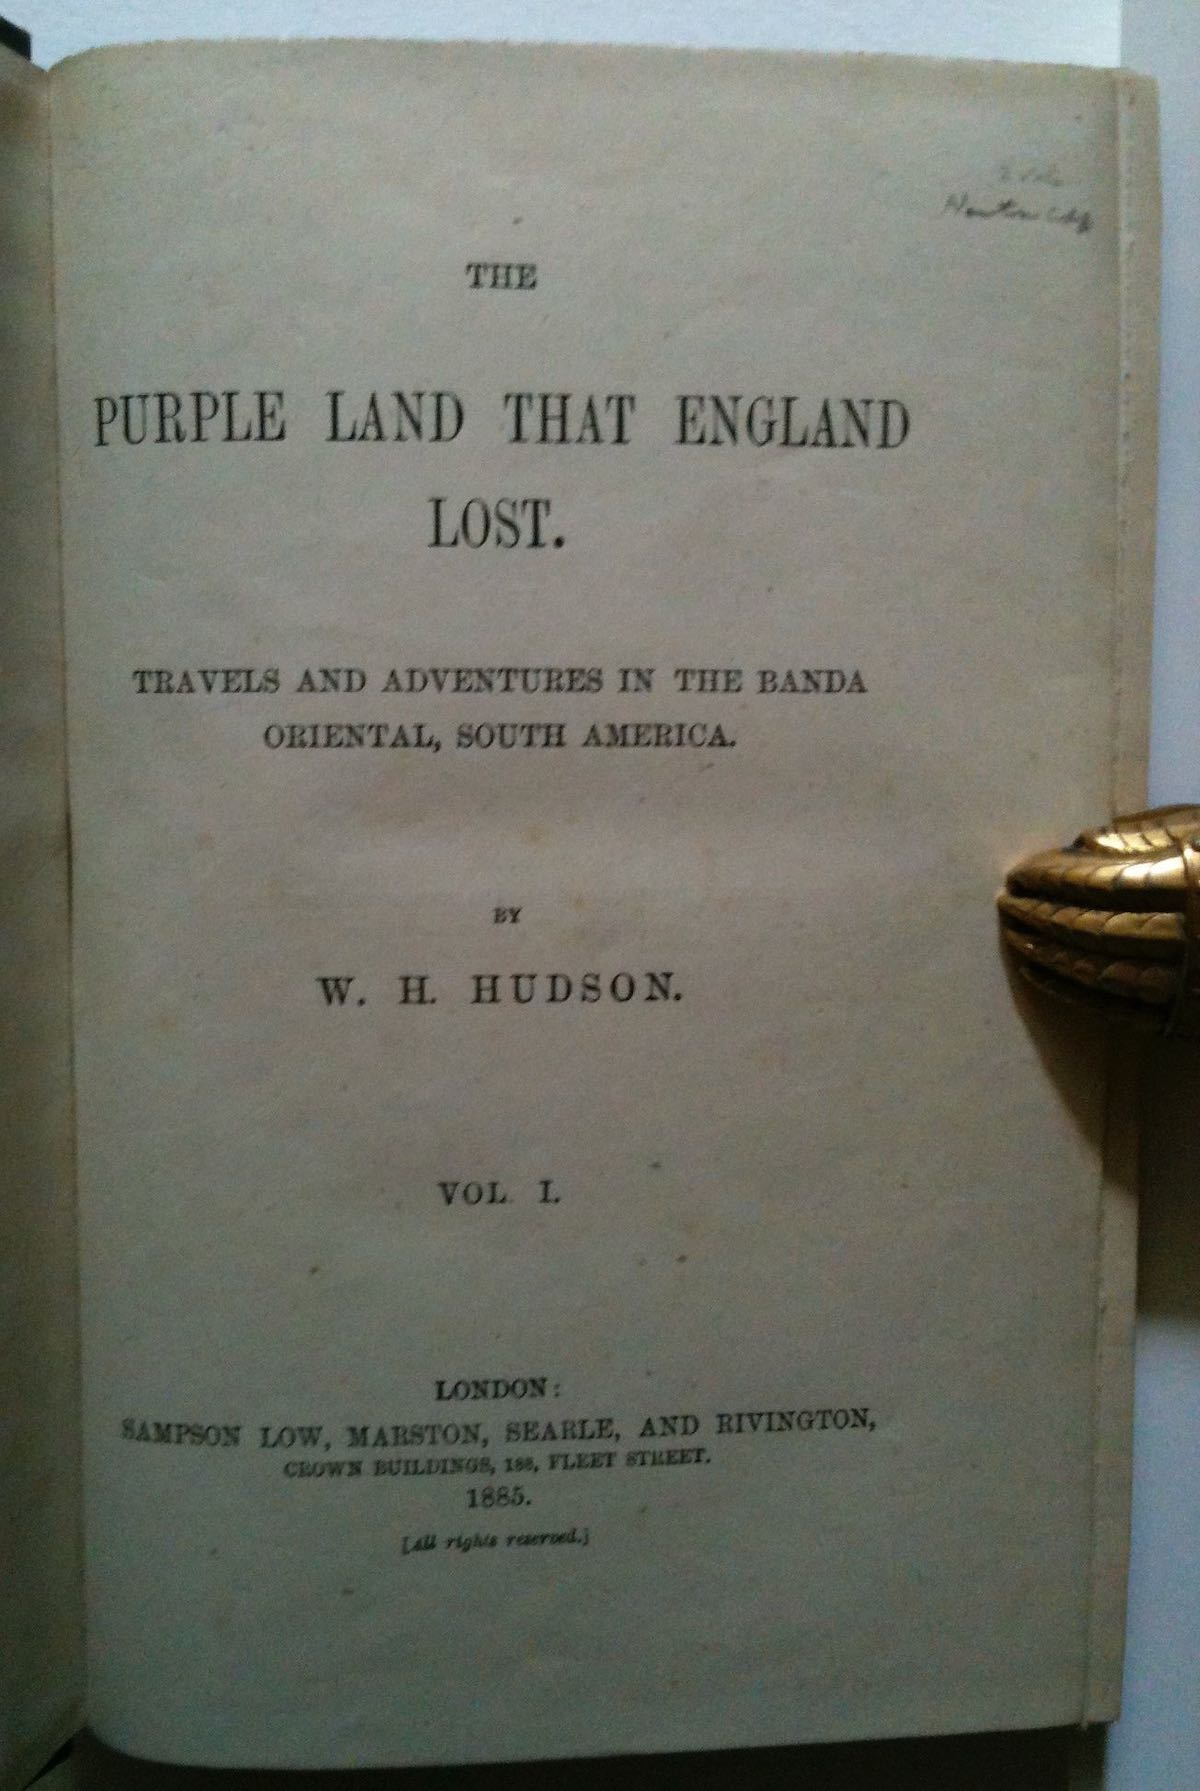 THE
PURPLE LAND THAT ENGLAND
LOST.
TRAVELS AND ADVENTURES IN THE BANDA
ORIENTAL, SOUTH AMERICA.
BY
W. H. HUDSON.
VOL. I.
LONDON:
SAMPSON LOW, MARSTON, SEARLE, AND RIVINGTON,
CROWN BUILDINGS, 188, FLEET STREET.
1885.
[All rights reserved.]